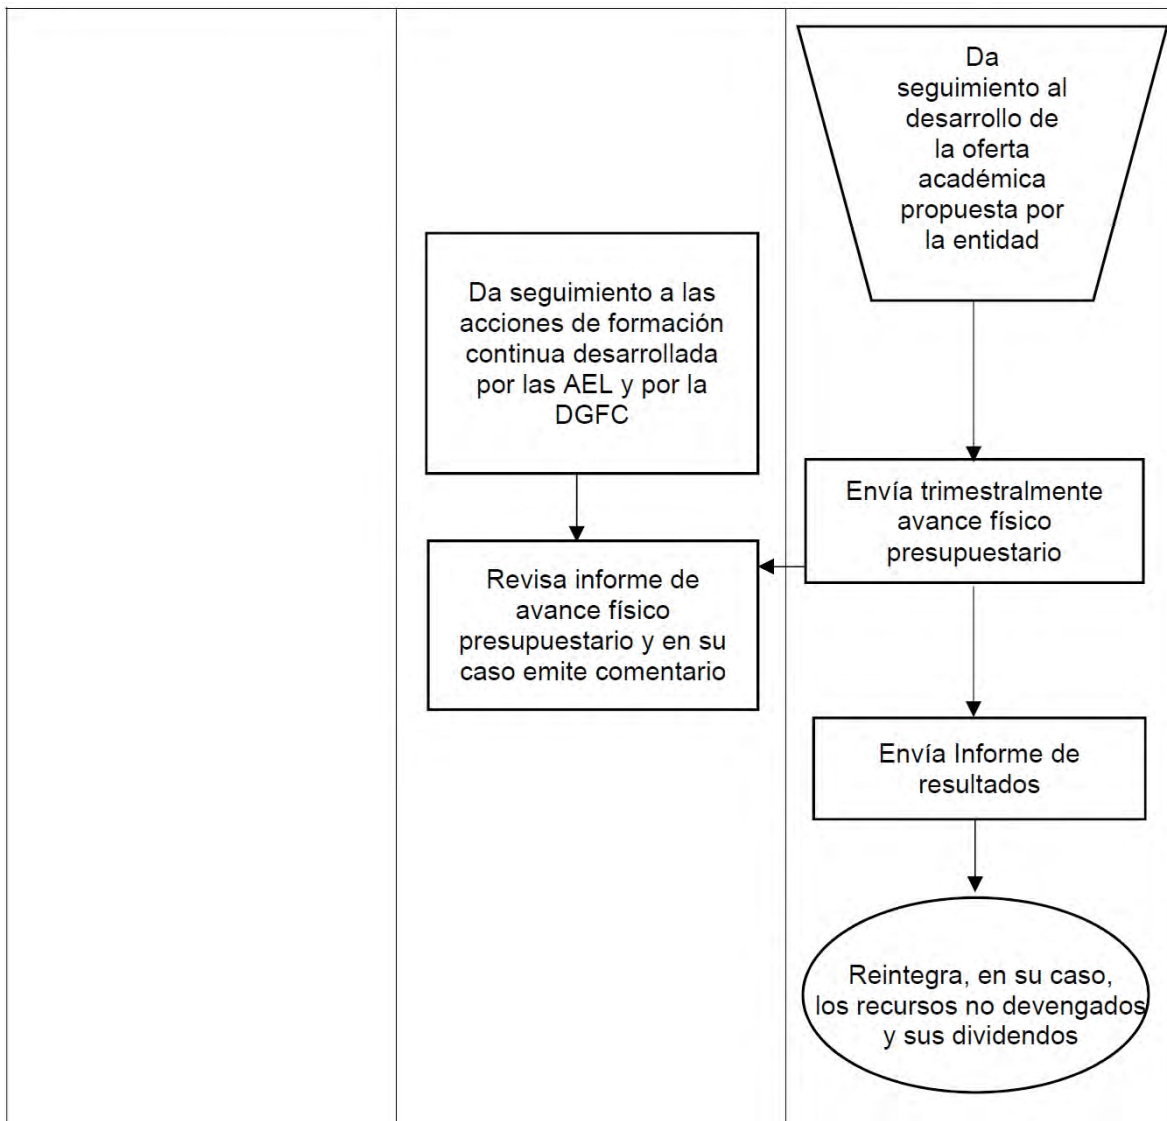 Da
seguimiento al
desarrollo de
la oferta
académica
propuesta por
la entidad
Da seguimiento a las
acciones de formación
continua desarrollada
por las AEL y por la
DGFC
Envía trimestralmente
avance físico
presupuestario
Revisa informe de
avance físico
presupuestario y en su
caso emite comentario
Envía Informe de
resultados
Reintegra, en su caso,
los recursos no devengados
y sus dividendos